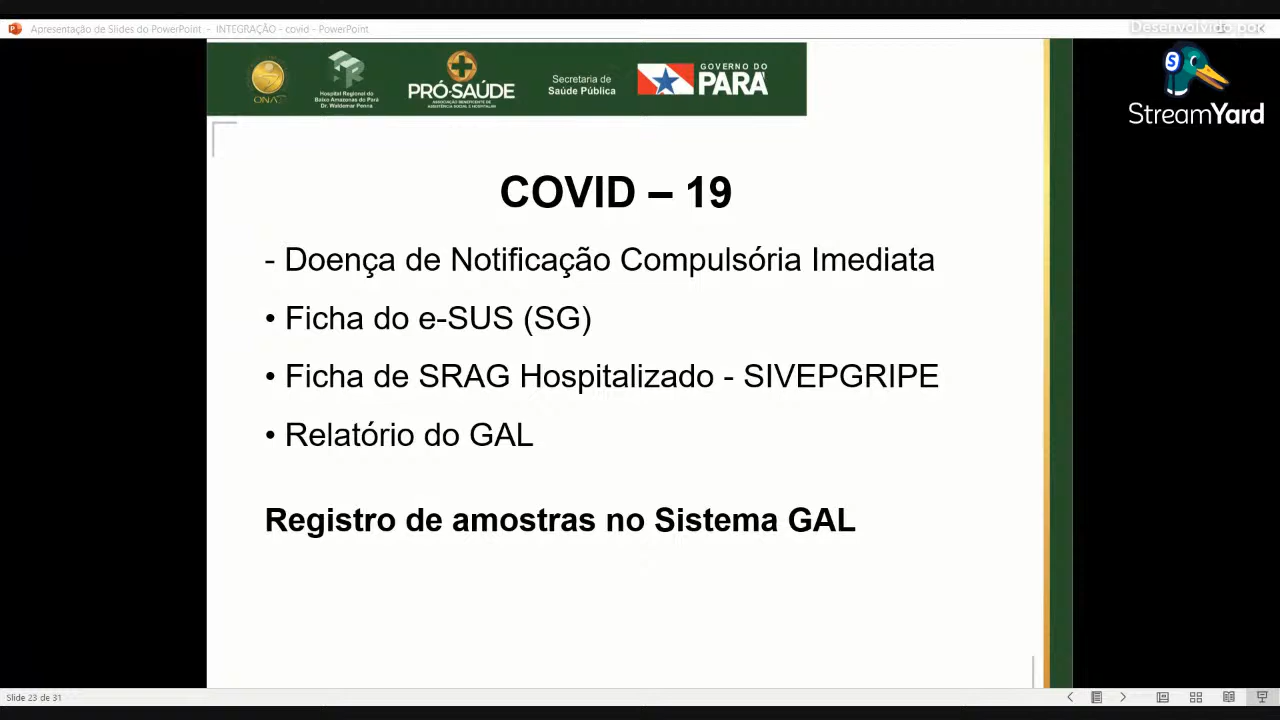 Apresentação de Slides do PowerPoint - INTEGRAÇÃO - covid - PowerPoint
Desenvolvido por
StreamYard
ONA
HR
Hospital Regional do
Baixo Amazonas do Pará
Dr. Waldemar Penna
PRÓ-SAÚDE
ASSOCIAÇÃO BENEFICENTE DE
ASSISTÊNCIA SOCIAL E HOSPITALAR
Secretaria de
Saúde Pública
GOVERNO DO
PARÁ
COVID – 19
- Doença de Notificação Compulsória Imediata
• Ficha do e-SUS (SG)
• Ficha de SRAG Hospitalizado - SIVEPGRIPE
• Relatório do GAL
Registro de amostras no Sistema GAL
Slide 23 de 31